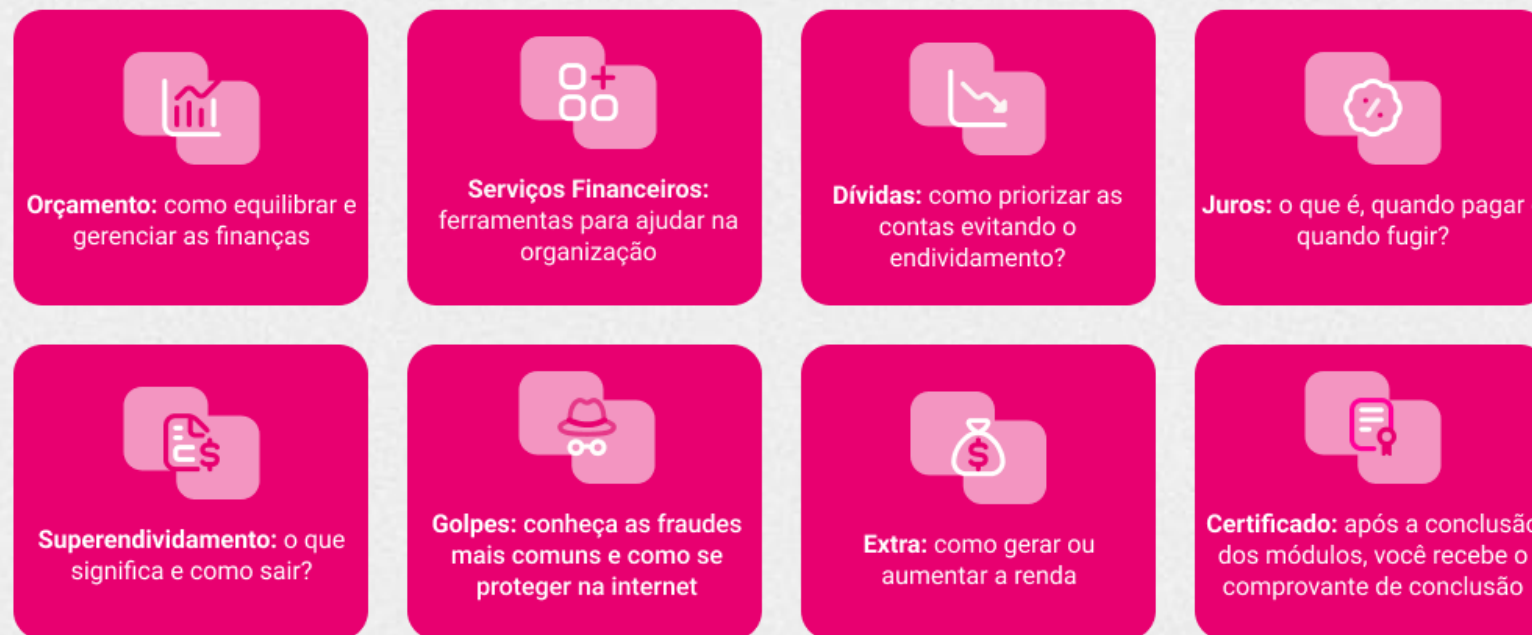 Orçamento: como equilibrar e
gerenciar as finanças
Serviços Financeiros:
ferramentas para ajudar na
organização
Dívidas: como priorizar as
contas evitando o
endividamento?
Juros: o que é, quando pagar
quando fugir?
Superendividamento: o que
significa e como sair?
Golpes: conheça as fraudes
mais comuns e como se
proteger na internet
Extra: como gerar ou
aumentar a renda
Certificado: após a conclusão
dos módulos, você recebe o
comprovante de conclusão